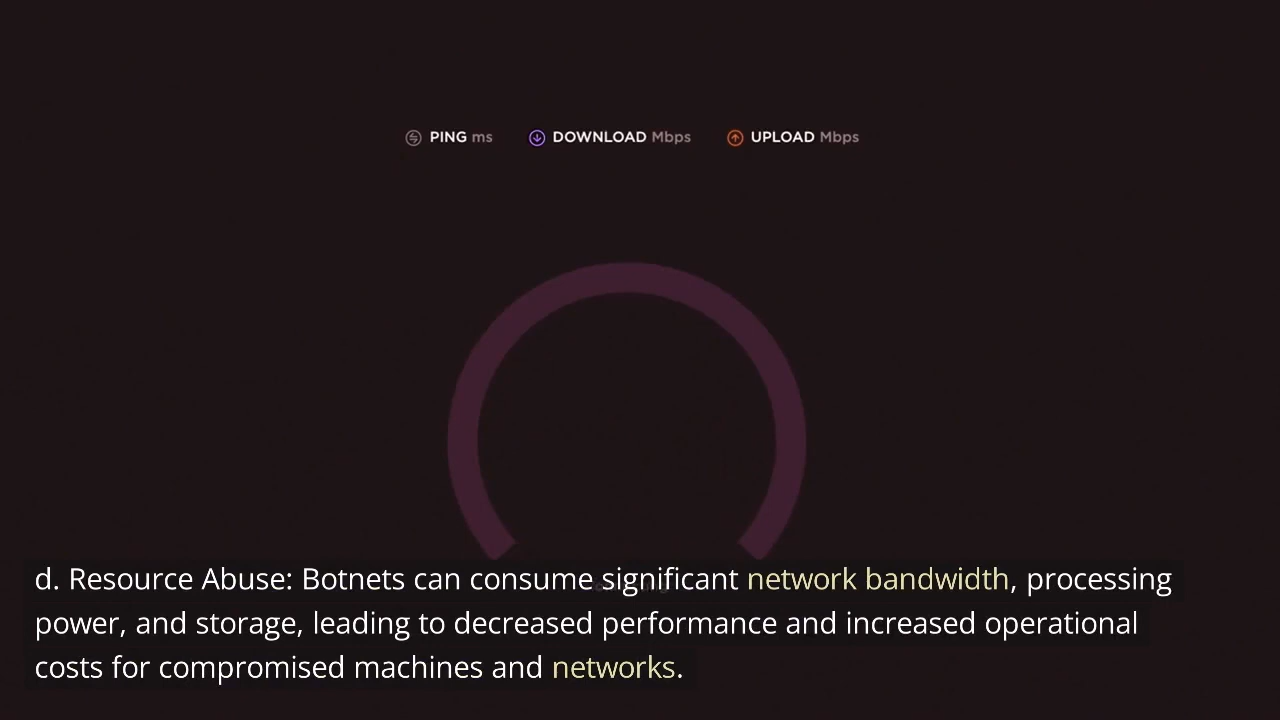 PING ms DOWNLOAD Mbps UPLOAD Mbps
d. Resource Abuse: Botnets can consume significant network bandwidth, processing
power, and storage, leading to decreased performance and increased operational
costs for compromised machines and networks.